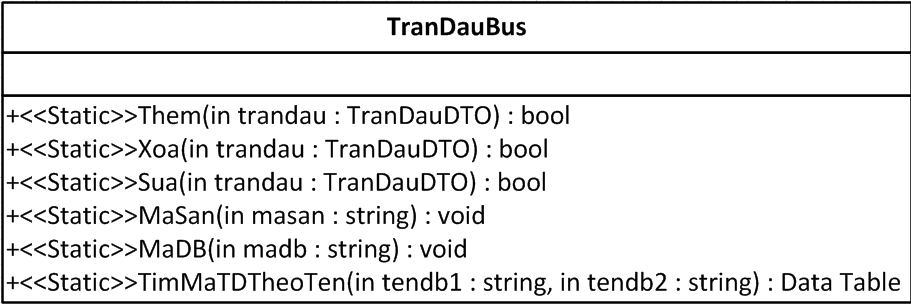 TranDauBus
+<<Static>>Them(in trandau : TranDauDTO) : bool
+<<Static>>Xoa(in trandau : TranDauDTO) : bool
+<<Static>>Sua(in trandau : TranDauDTO) : bool
+<<Static>>MaSan(in masan : string) : void
+<<Static>>MaDB(in madb : string) : void
+<<Static>>TimMaTDTheoTen(in tendb1 : string, in tendb2 : string) : Data Table